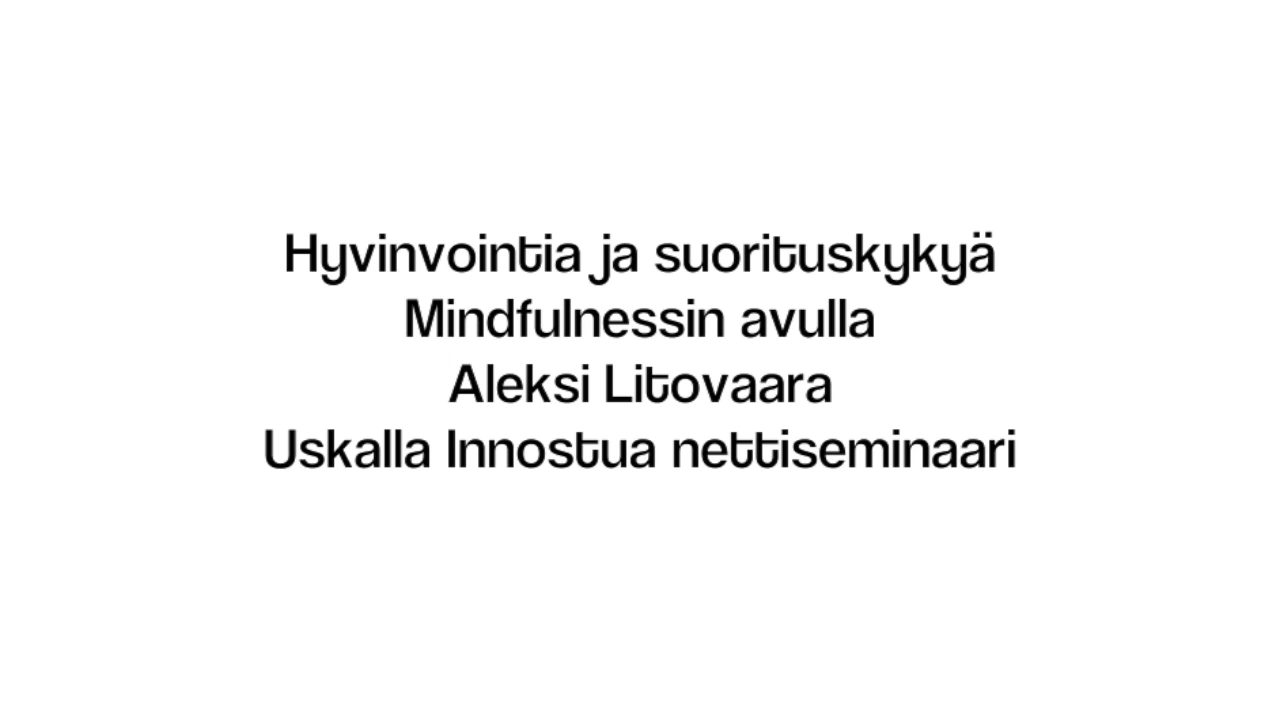 Hyvinvointia ja suorituskykyä
Mindfulnessin avulla
Aleksi Litovaara
Uskalla Innostua nettiseminaari